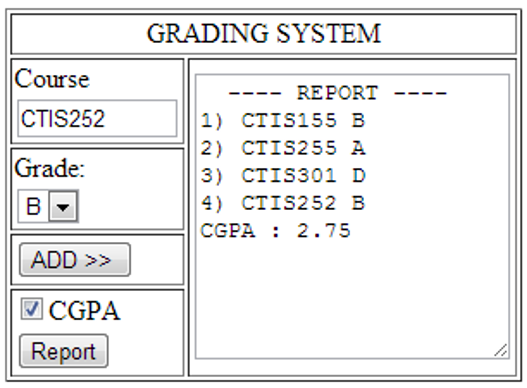 GRADING SYSTEM
Course
CTIS252
Grade:
B
ADD >>
CGPA
Report
---- REPORT ----
1) CTIS155 B
2) CTIS255 A
3) CTIS301 D
4) CTIS252 B
CGPA : 2.75